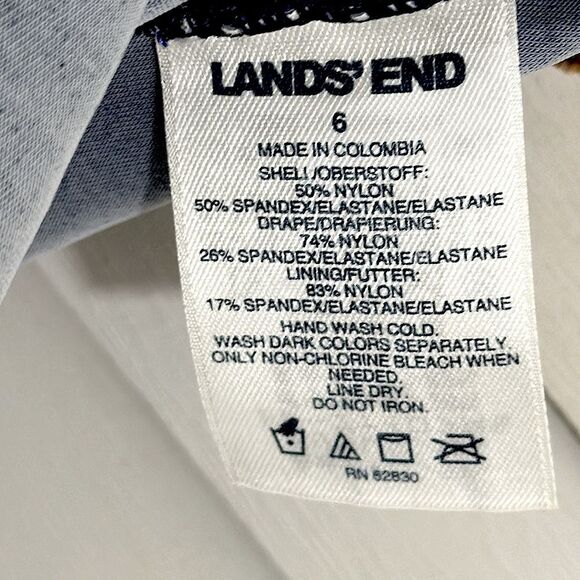 LANDS' END
6
MADE IN COLOMBIA
SHELL/OBERSTOFF:
50% NYLON
50% SPANDEX/ELASTANE/ELASTANE
DRAPE/DRAPIERUNG:
74% NYLON
26% SPANDEX/ELASTANE/ELASTANE
LINING/FUTTER:
83% NYLON
17% SPANDEX/ELASTANE/ELASTANE
HAND WASH COLD.
WASH DARK COLORS SEPARATELY.
ONLY NON-CHLORINE BLEACH WHEN
NEEDED.
LINE DRY.
DO NOT IRON.
RN 62830